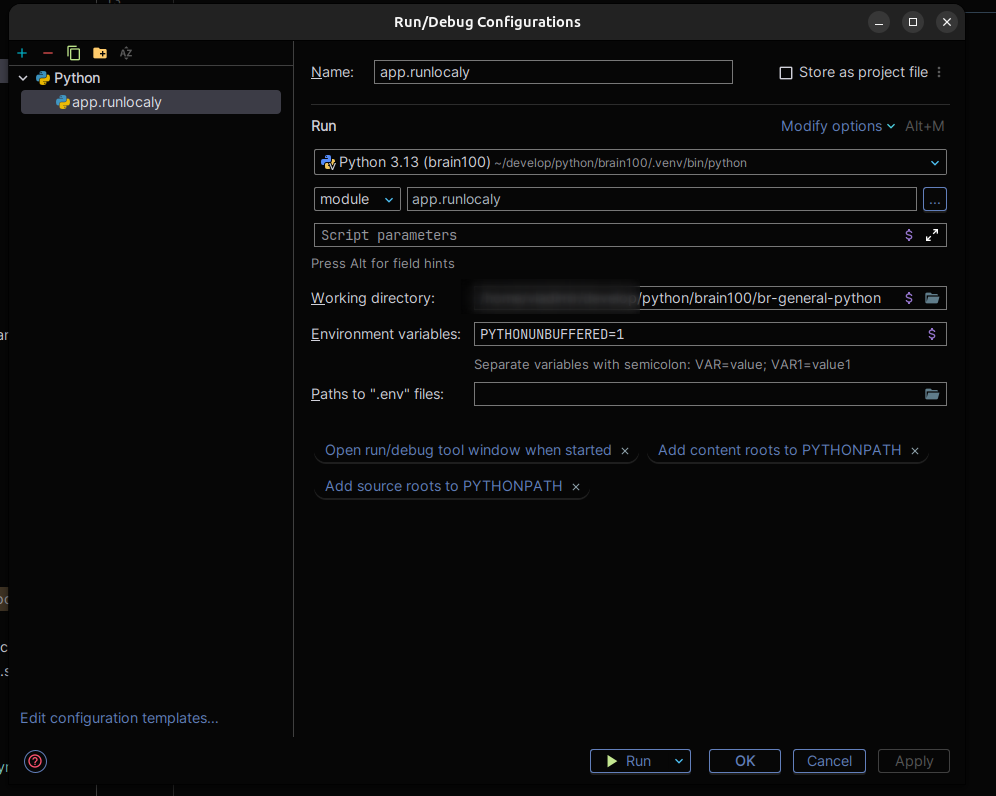 Run/Debug Configurations
Python
app.runlocaly
Name: app.runlocaly Store as project file
Run Modify options Alt+M
Python 3.13 (brain100) ~/develop/python/brain100/.venv/bin/python
module app.runlocaly ...
Script parameters $
Press Alt for field hints
Working directory: /python/brain100/br-general-python $
Environment variables: PYTHONUNBUFFERED=1 $
Separate variables with semicolon: VAR=value; VAR1=value1
Paths to ".env" files:
Open run/debug tool window when started × Add content roots to PYTHONPATH ×
Add source roots to PYTHONPATH ×
Edit configuration templates...
? Run OK Cancel Apply